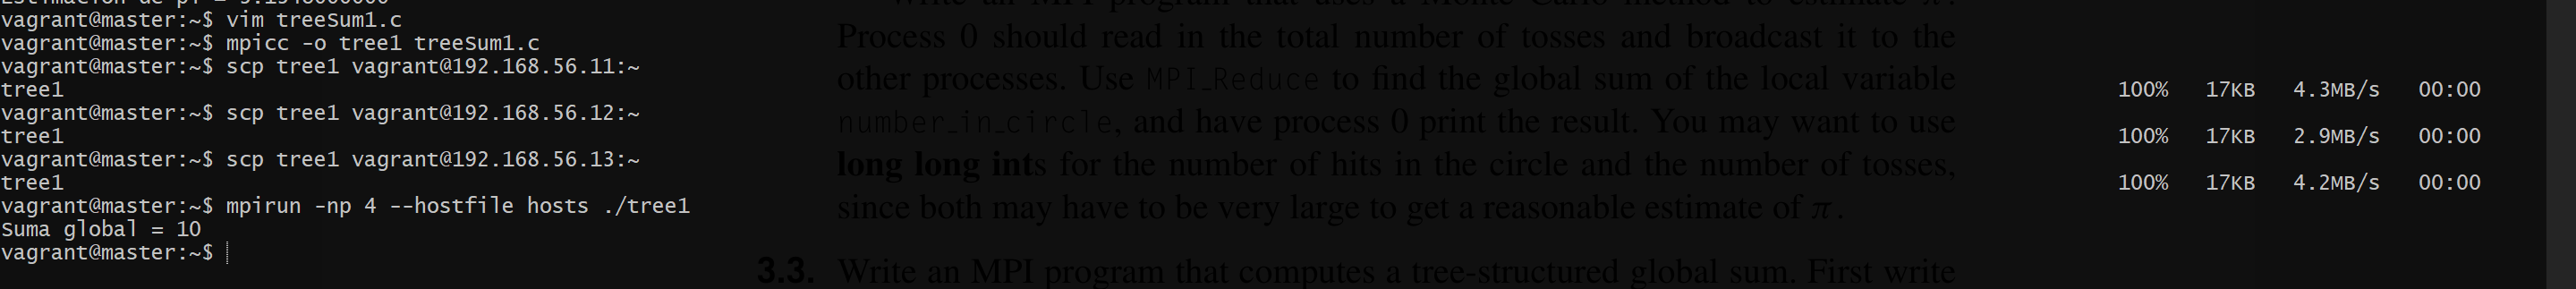 vagrant@master:~$ vim treeSum1.c
vagrant@master:~$ mpicc -o tree1 treeSum1.c
vagrant@master:~$ scp tree1 vagrant@192.168.56.11:~
tree1 100% 17KB 4.3MB/s 00:00
vagrant@master:~$ scp tree1 vagrant@192.168.56.12:~
tree1 100% 17KB 2.9MB/s 00:00
vagrant@master:~$ scp tree1 vagrant@192.168.56.13:~
tree1 100% 17KB 4.2MB/s 00:00
vagrant@master:~$ mpirun -np 4 --hostfile hosts ./tree1
Suma global = 10
vagrant@master:~$
Write an MPI program that uses a Monte Carlo method to estimate π.
Process 0 should read in the total number of tosses and broadcast it to the
other processes. Use MPI_Reduce to find the global sum of the local variable
number_in_circle, and have process 0 print the result. You may want to use
long long ints for the number of hits in the circle and the number of tosses,
since both may have to be very large to get a reasonable estimate of π.
3.3. Write an MPI program that computes a tree-structured global sum. First write